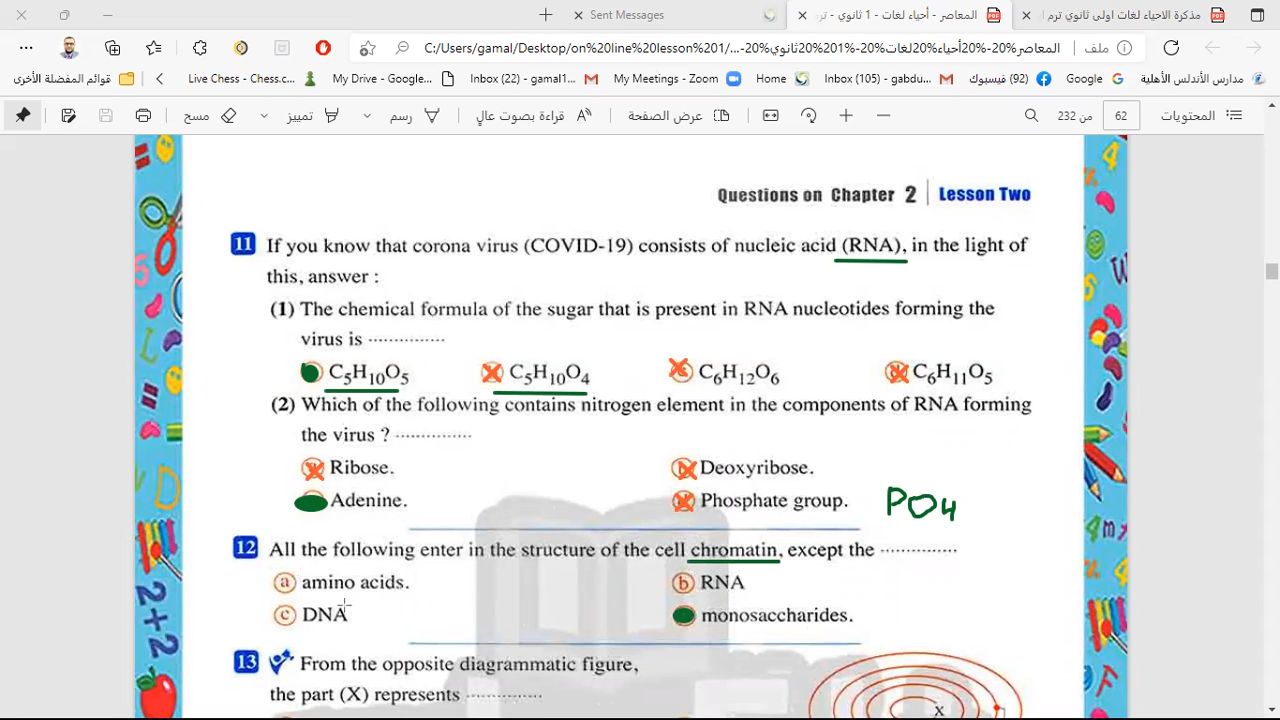 Sent Messages
المعاصر - أحياء لغات - 1 ثانوي - تر
مذكرة الاحياء لغات اولى ثانوي ترم ا
ملف
C:/Users/gamal/Desktop/on%20line%20lesson%201/...المعاصر%20-%20أحياء%20لغات%20-%201%20ثانوي%20
قوائم المفضلة الأخرى
Live Chess - Chess.c...
My Drive - Google...
Inbox (22) - gamal1...
My Meetings - Zoom
Home
Inbox (105) - gabdu...
(92) فيسبوك
Google
مدارس الأندلس الأهلية
المحتويات
62
من 232
عرض الصفحة
قراءة بصوت عالٍ
رسم
تمييز
مسح
Questions on Chapter 2 | Lesson Two
11 If you know that corona virus (COVID-19) consists of nucleic acid (RNA), in the light of
this, answer :
(1) The chemical formula of the sugar that is present in RNA nucleotides forming the
virus is ..............
C₅H₁₀O₅ C₅H₁₀O₄ C₆H₁₂O₆ C₆H₁₁O₅
(2) Which of the following contains nitrogen element in the components of RNA forming
the virus ? ..............
Ribose. Deoxyribose.
Adenine. Phosphate group. PO4
12 All the following enter in the structure of the cell chromatin, except the ..............
a amino acids. b RNA
c DNA monosaccharides.
13 From the opposite diagrammatic figure,
the part (X) represents ..............
X